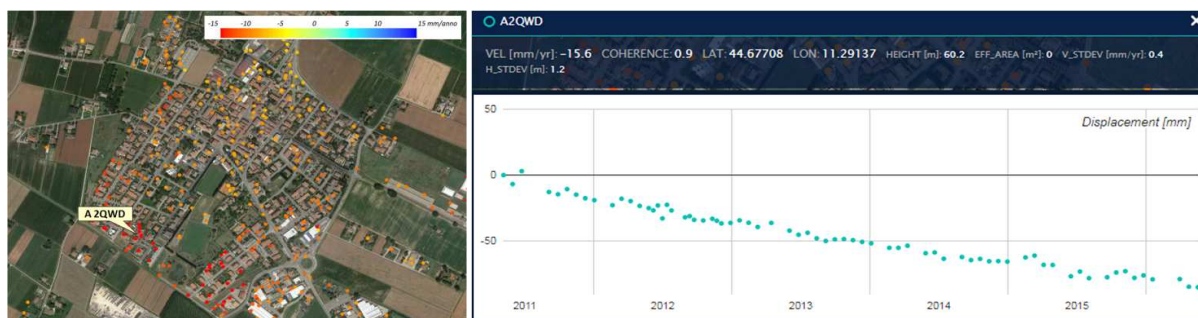 -15 -10 -5 0 5 10 15 mm/anno
A2QWD
A2QWD
VEL [mm/yr]: -15.6 COHERENCE: 0.9 LAT: 44.67708 LON: 11.29137 HEIGHT [m]: 60.2 EFF_AREA [m²]: 0 V_STDEV [mm/yr]: 0.4
H_STDEV [m]: 1.2
50
Displacement [mm]
0
-50
2011 2012 2013 2014 2015